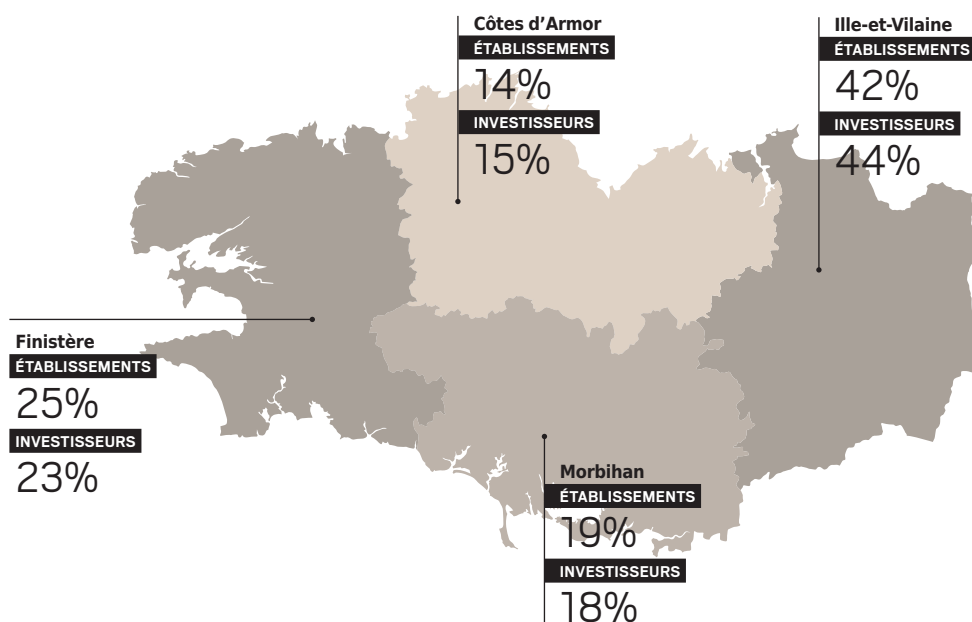 Côtes d'Armor
ÉTABLISSEMENTS
14%
INVESTISSEURS
15%
Ille-et-Vilaine
ÉTABLISSEMENTS
42%
INVESTISSEURS
44%
Finistère
ÉTABLISSEMENTS
25%
INVESTISSEURS
23%
Morbihan
ÉTABLISSEMENTS
19%
INVESTISSEURS
18%